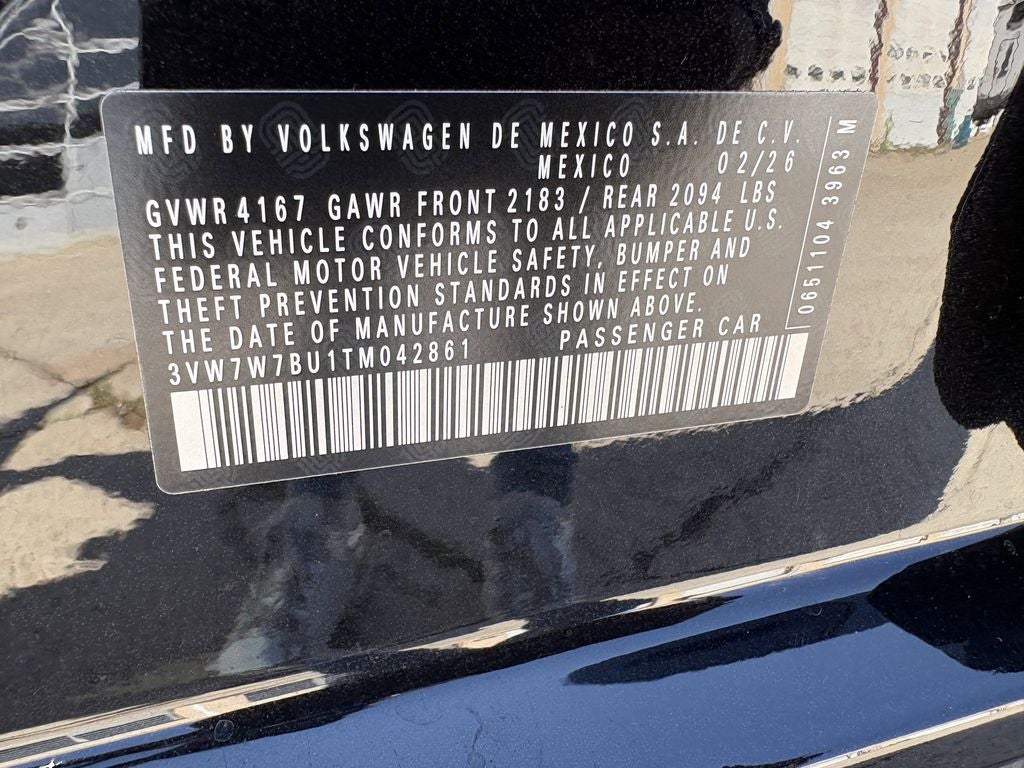 MFD BY VOLKSWAGEN DE MEXICO S.A. DE C.V.
MEXICO 02/26
GVWR 4167 GAWR FRONT 2183 / REAR 2094 LBS
THIS VEHICLE CONFORMS TO ALL APPLICABLE U.S.
FEDERAL MOTOR VEHICLE SAFETY, BUMPER AND
THEFT PREVENTION STANDARDS IN EFFECT ON
THE DATE OF MANUFACTURE SHOWN ABOVE.
3VW7W7BU1TM042861 PASSENGER CAR
0651104 3963 M